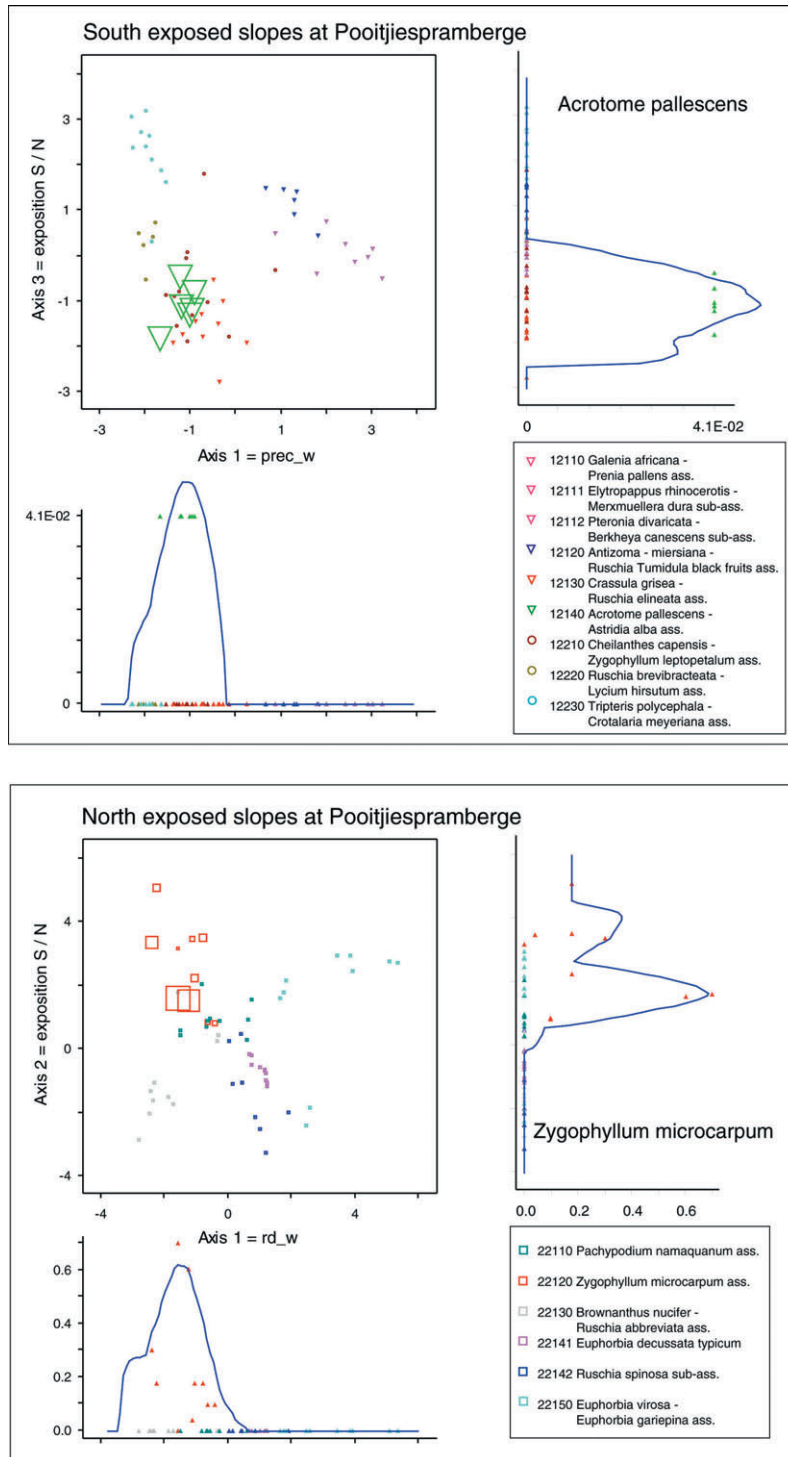 South exposed slopes at Pooitjiespramberge
Acrotome pallescens
Axis 3 = exposition S / N
3
1
-1
-3
-3
-1
1
3
Axis 1 = prec_w
0
4.1E-02
4.1E-02
0
12110 Galenia africana -
Prenia pallens ass.
12111 Elytropappus rhinocerotis -
Merxmuellera dura sub-ass.
12112 Pteronia divaricata -
Berkheya canescens sub-ass.
12120 Antizoma - miersiana -
Ruschia Tumidula black fruits ass.
12130 Crassula grisea -
Ruschia elineata ass.
12140 Acrotome pallescens -
Astridia alba ass.
12210 Cheilanthes capensis -
Zygophyllum leptopetalum ass.
12220 Ruschia brevibracteata -
Lycium hirsutum ass.
12230 Tripteris polycephala -
Crotalaria meyeriana ass.
North exposed slopes at Pooitjiespramberge
Axis 2 = exposition S / N
4
0
-4
-4
0
4
Axis 1 = rd_w
Zygophyllum microcarpum
0.0
0.2
0.4
0.6
0.6
0.4
0.2
0.0
22110 Pachypodium namaquanum ass.
22120 Zygophyllum microcarpum ass.
22130 Brownanthus nucifer -
Ruschia abbreviata ass.
22141 Euphorbia decussata typicum
22142 Ruschia spinosa sub-ass.
22150 Euphorbia virosa -
Euphorbia gariepina ass.